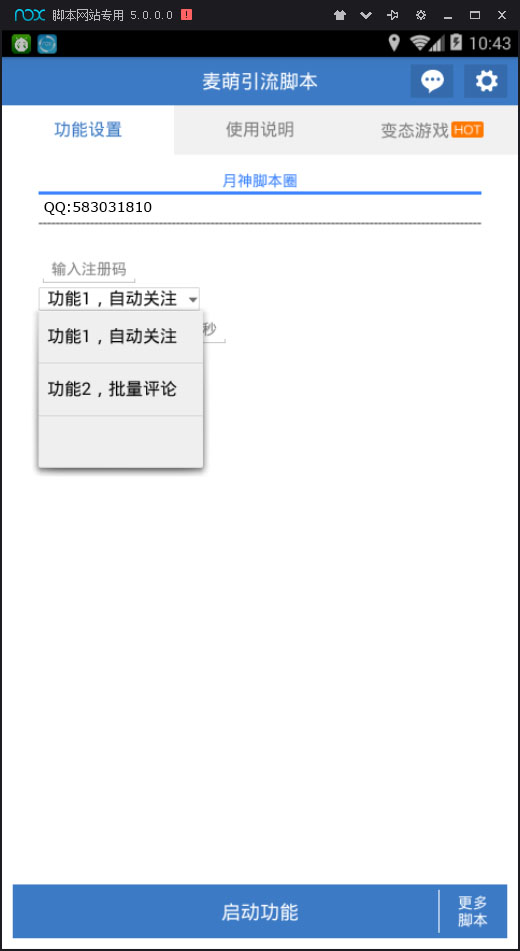 nox 脚本网站专用 5.0.0.0
10:43
麦萌引流脚本
功能设置 使用说明 变态游戏 HOT
月神脚本圈
QQ:583031810
输入注册码
功能1，自动关注
秒
功能1，自动关注
功能2，批量评论
启动功能
更多
脚本